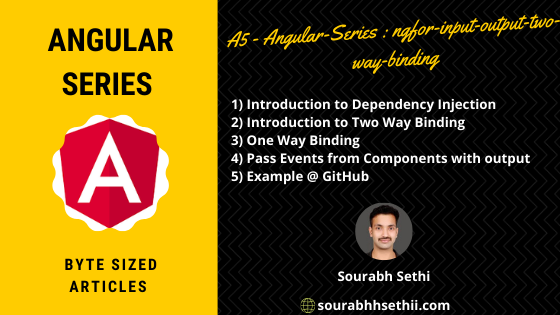 ANGULAR
SERIES
A
BYTE SIZED
ARTICLES
A5 - Angular-Series : ngfor-input-output-two-
way-binding
1) Introduction to Dependency Injection
2) Introduction to Two Way Binding
3) One Way Binding
4) Pass Events from Components with output
5) Example @ GitHub
Sourabh Sethi
sourabhhsethii.com